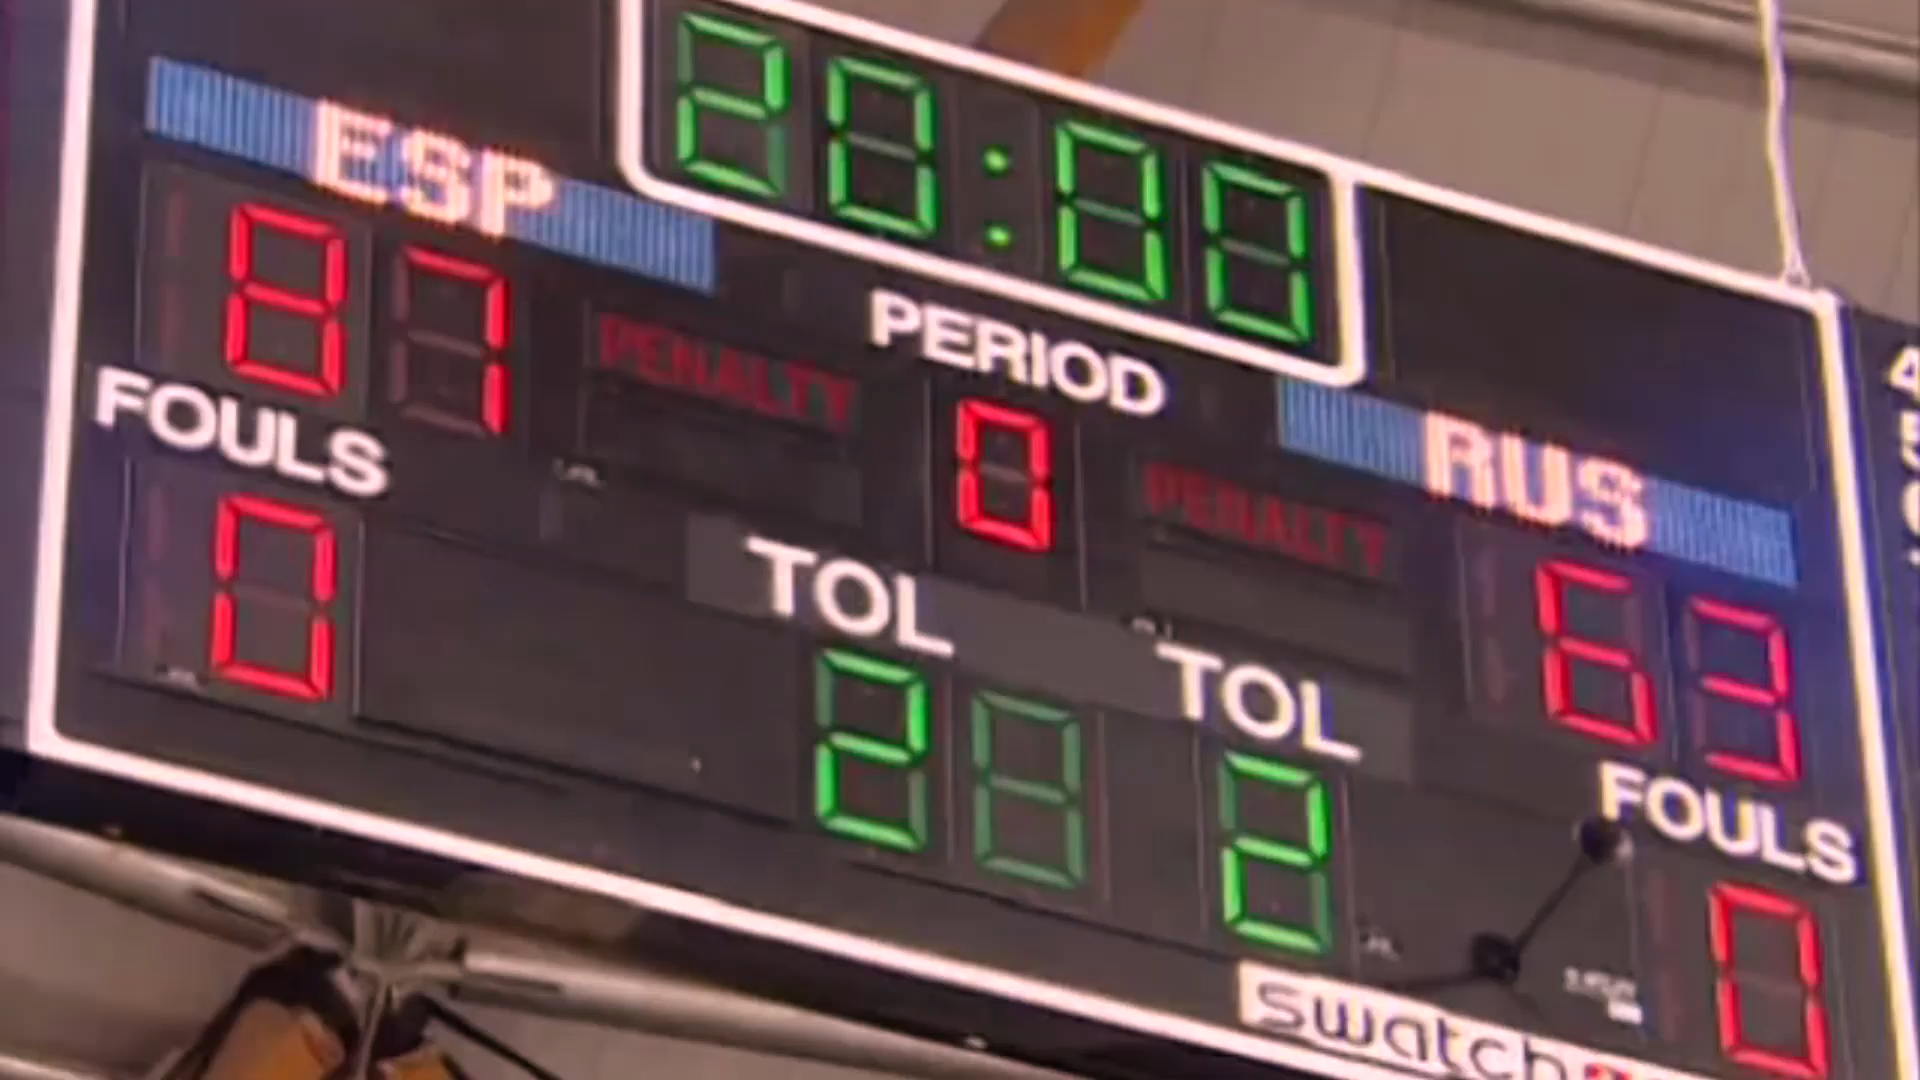 20:00
ESP
87
PENALTY
PERIOD
0
RUS
63
PENALTY
FOULS
0
TOL
2
TOL
2
FOULS
0
swatch